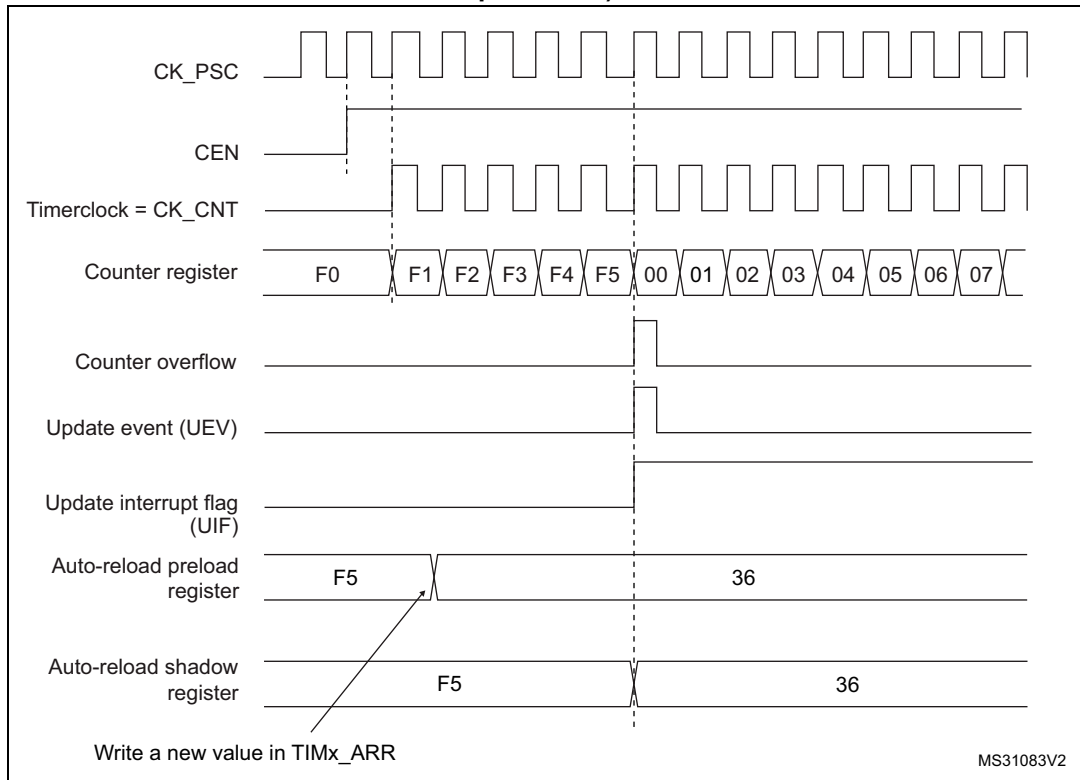 CK_PSC
CEN
Timerclock = CK_CNT
Counter register F0 F1 F2 F3 F4 F5 00 01 02 03 04 05 06 07
Counter overflow
Update event (UEV)
Update interrupt flag
(UIF)
Auto-reload preload
register
F5 36
Auto-reload shadow
register
F5 36
Write a new value in TIMx_ARR
MS31083V2